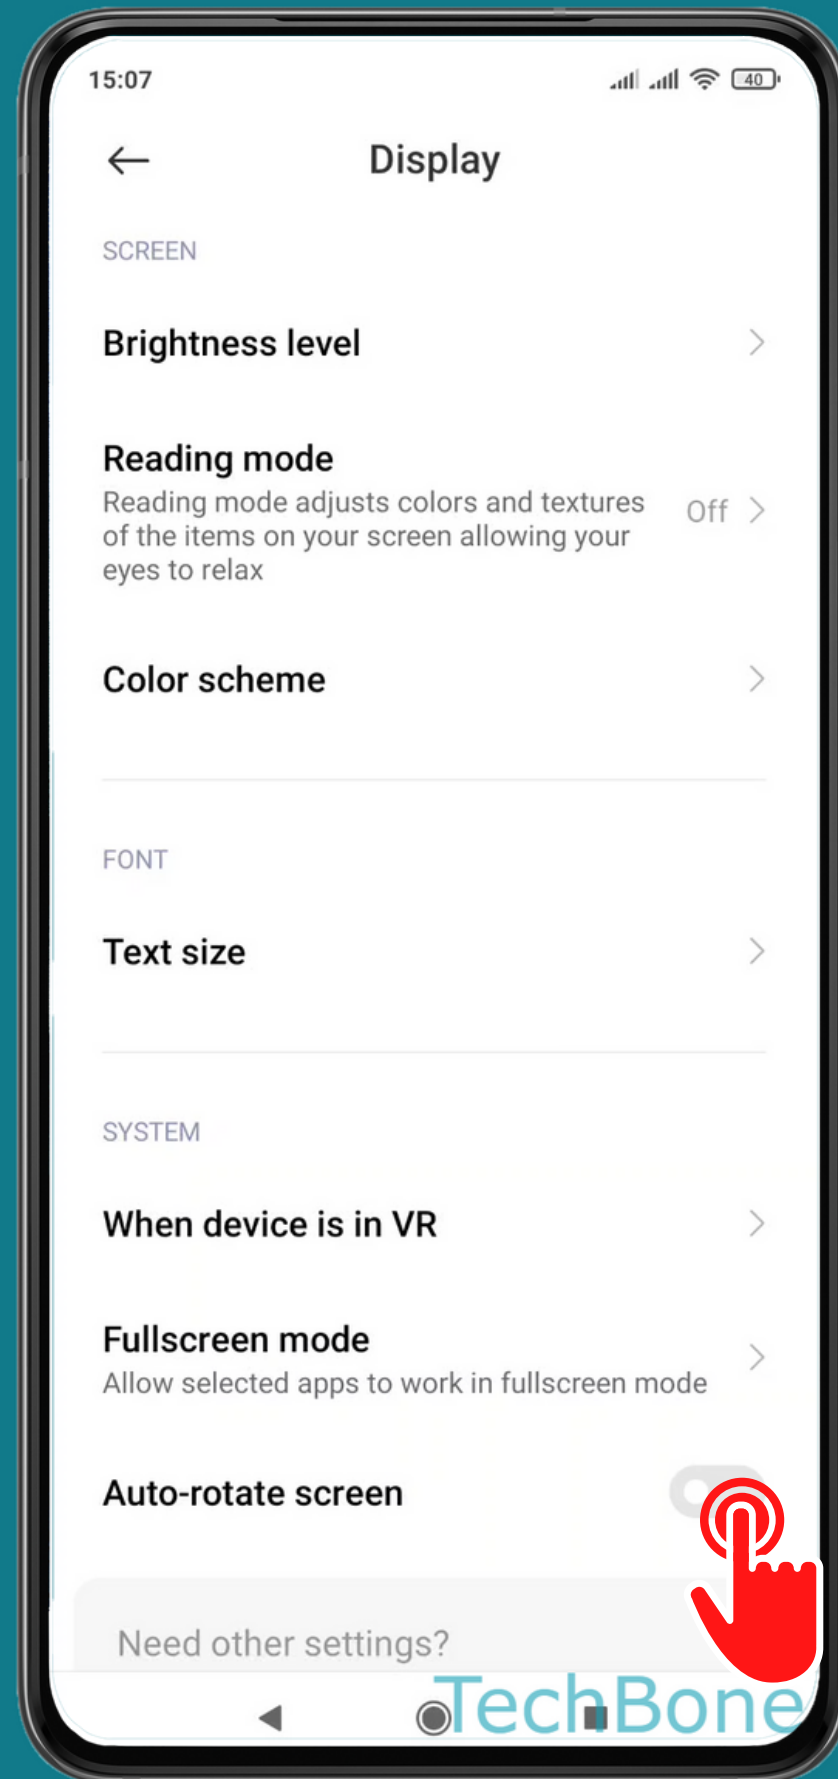 15:07
40
Display
SCREEN
Brightness level
Reading mode
Reading mode adjusts colors and textures
of the items on your screen allowing your
eyes to relax
Off
Color scheme
FONT
Text size
SYSTEM
When device is in VR
Fullscreen mode
Allow selected apps to work in fullscreen mode
Auto-rotate screen
Need other settings?
TechBone